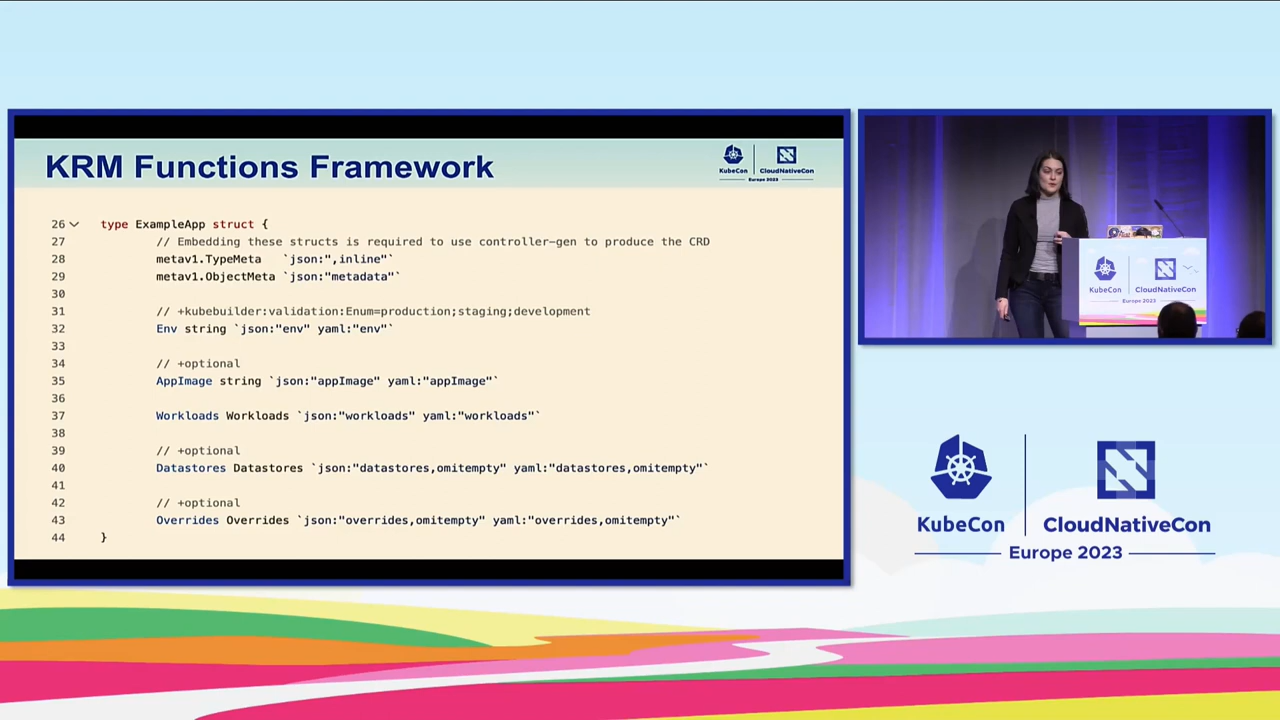 KRM Functions Framework
KubeCon
CloudNativeCon
Europe 2023
26 type ExampleApp struct {
27 // Embedding these structs is required to use controller-gen to produce the CRD
28 metav1.TypeMeta `json:",inline"`
29 metav1.ObjectMeta `json:"metadata"`
30
31 // +kubebuilder:validation:Enum=production;staging;development
32 Env string `json:"env" yaml:"env"`
33
34 // +optional
35 AppImage string `json:"appImage" yaml:"appImage"`
36
37 Workloads Workloads `json:"workloads" yaml:"workloads"`
38
39 // +optional
40 Datastores Datastores `json:"datastores,omitempty" yaml:"datastores,omitempty"`
41
42 // +optional
43 Overrides Overrides `json:"overrides,omitempty" yaml:"overrides,omitempty"`
44 }
KubeCon
CloudNativeCon
Europe 2023
KubeCon
CloudNativeCon
Europe 2023